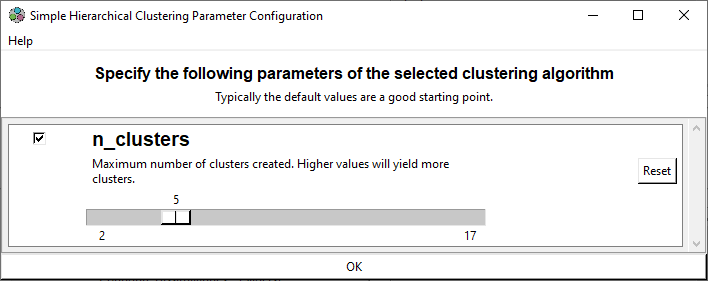 Simple Hierarchical Clustering Parameter Configuration
Help
Specify the following parameters of the selected clustering algorithm
Typically the default values are a good starting point.
n_clusters
Maximum number of clusters created. Higher values will yield more
clusters.
Reset
5
2 17
OK